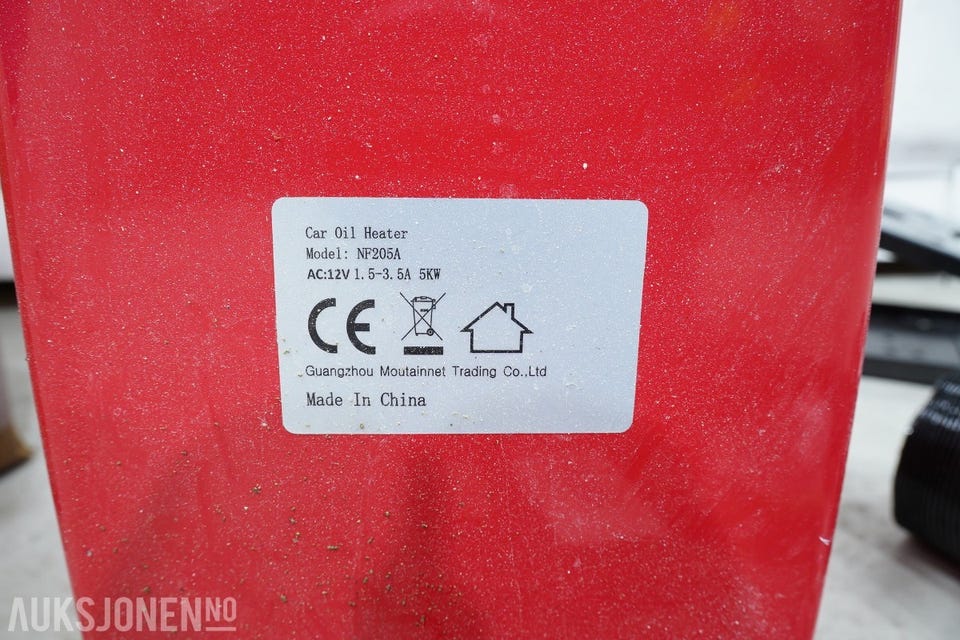 Car Oil Heater
Model: NF205A
AC:12V 1.5-3.5A 5KW
CE
Guangzhou Moutainnet Trading Co.,Ltd
Made In China
AUKSJONEN.NO